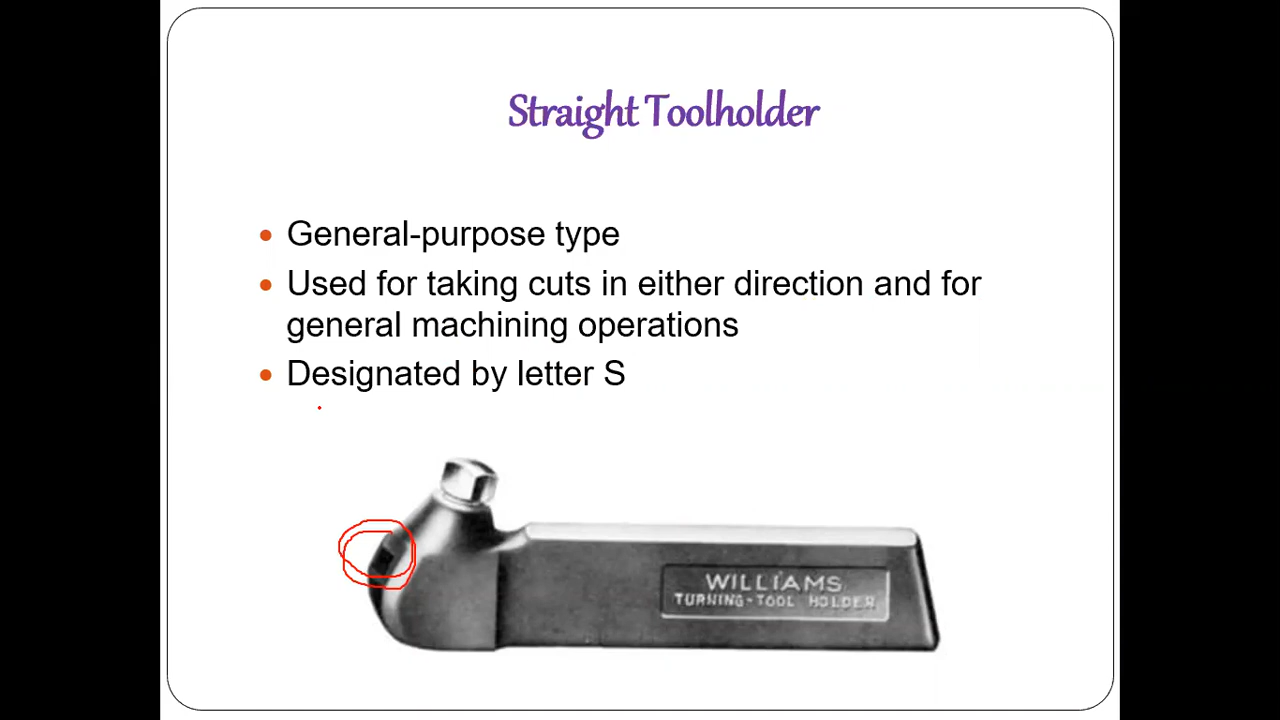 Straight Toolholder
• General-purpose type
• Used for taking cuts in either direction and for
general machining operations
• Designated by letter S
WILLIAMS
TURNING-TOOL HOLDER